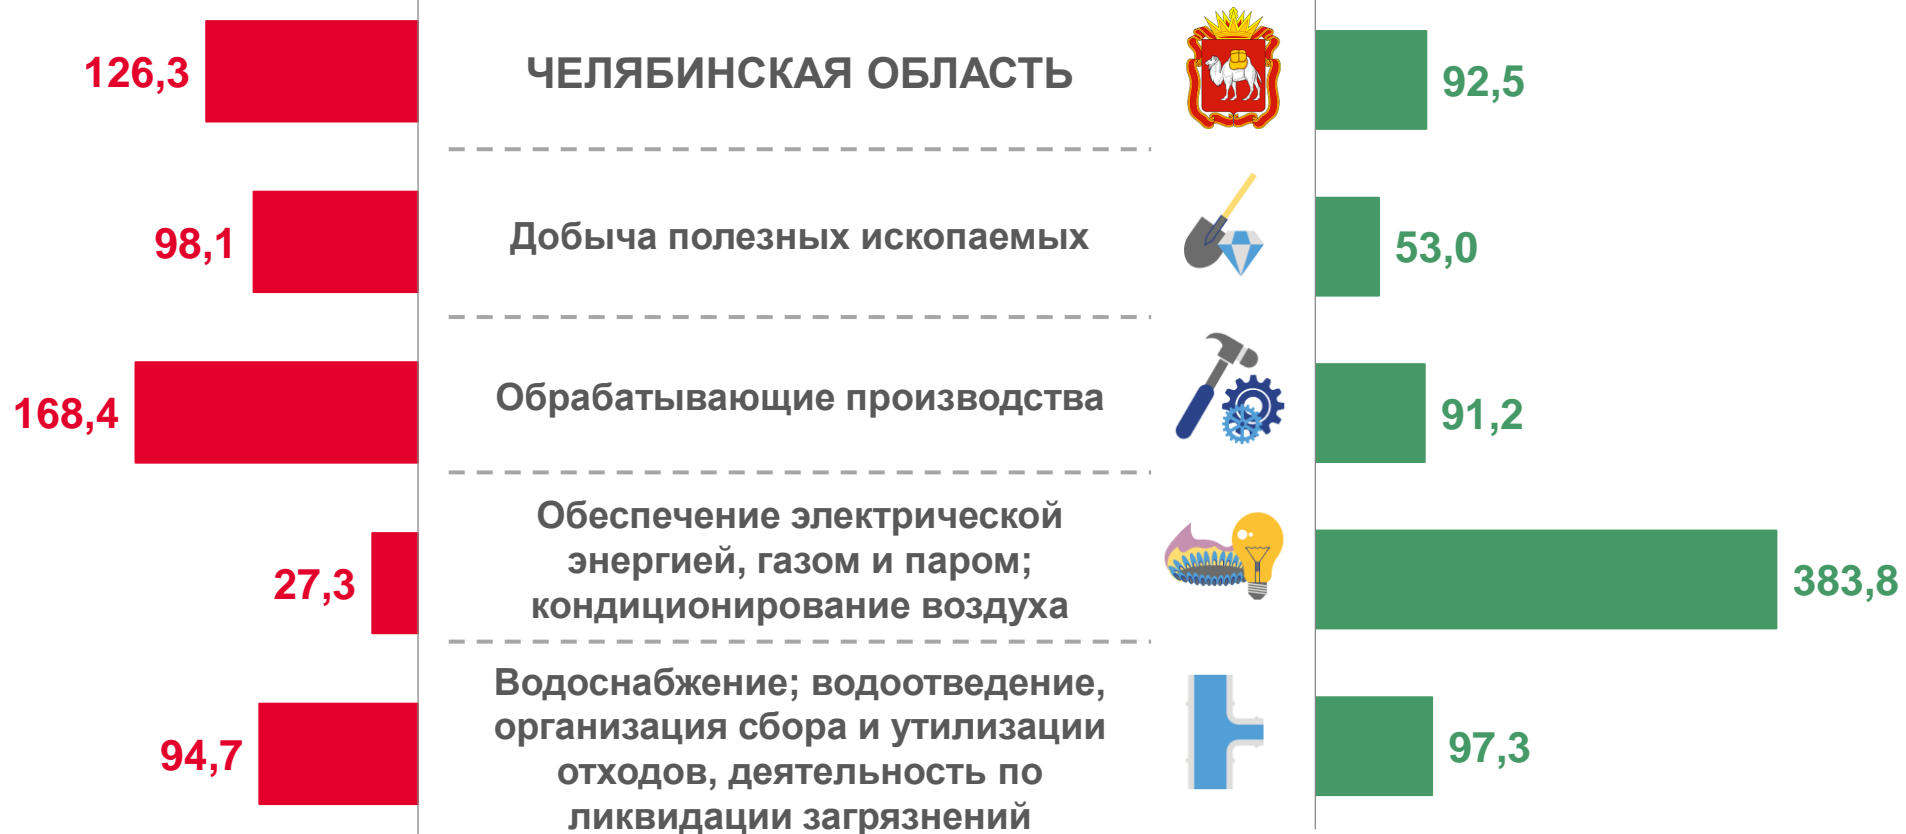 126,3
ЧЕЛЯБИНСКАЯ ОБЛАСТЬ
92,5
98,1
Добыча полезных ископаемых
53,0
168,4
Обрабатывающие производства
91,2
27,3
Обеспечение электрической
энергией, газом и паром;
кондиционирование воздуха
383,8
94,7
Водоснабжение; водоотведение,
организация сбора и утилизации
отходов, деятельность по
ликвидации загрязнений
97,3